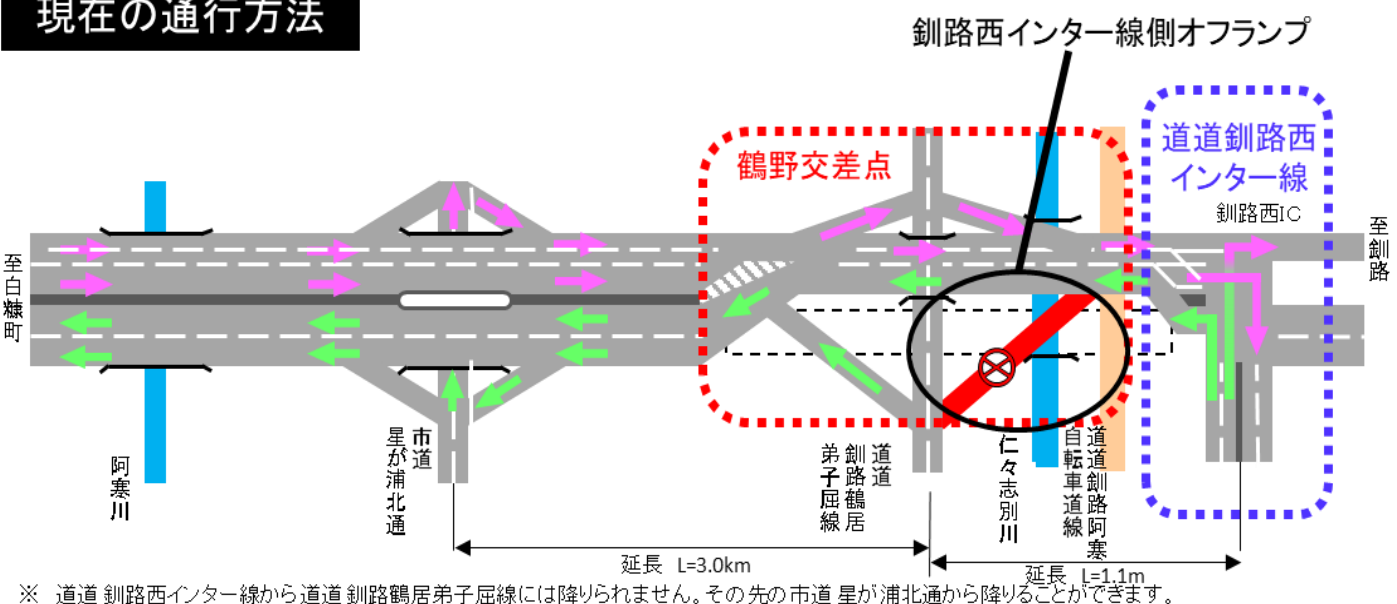 現在の通行方法
釧路西インター線側オフランプ
鶴野交差点
道道釧路西
インター線
釧路西IC
至釧路
至白糠町
阿寒川
市道
星が浦北通
道道
釧路鶴居
弟子屈線
仁々志別川
道道釧路阿寒
自転車道線
延長 L=3.0km
延長 L=1.1m
※ 道道 釧路西インター線から道道 釧路鶴居弟子屈線には降りられません。その先の市道 星が浦北通から降りることができます。